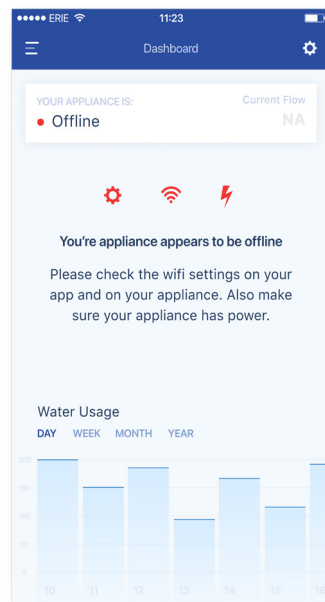 ERIE 11:23
Dashboard
YOUR APPLIANCE IS: Current Flow
Offline NA
You're appliance appears to be offline
Please check the wifi settings on your
app and on your appliance. Also make
sure your appliance has power.
Water Usage
DAY WEEK MONTH YEAR
200
150
100
50
0
10 11 12 13 14 15 16